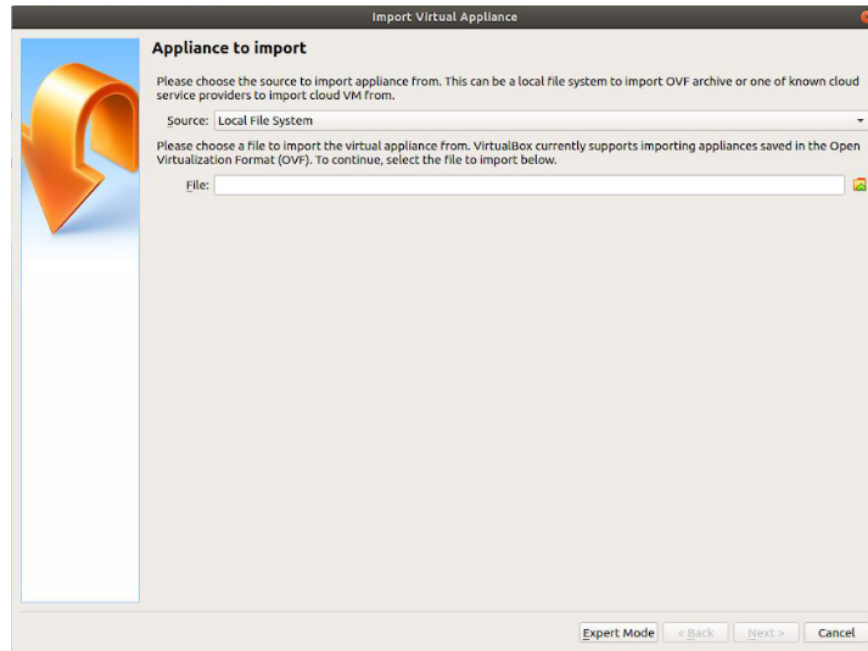 Import Virtual Appliance
Appliance to import
Please choose the source to import appliance from. This can be a local file system to import OVF archive or one of known cloud
service providers to import cloud VM from.
Source: Local File System
Please choose a file to import the virtual appliance from. VirtualBox currently supports importing appliances saved in the Open
Virtualization Format (OVF). To continue, select the file to import below.
File:
Expert Mode < Back Next > Cancel